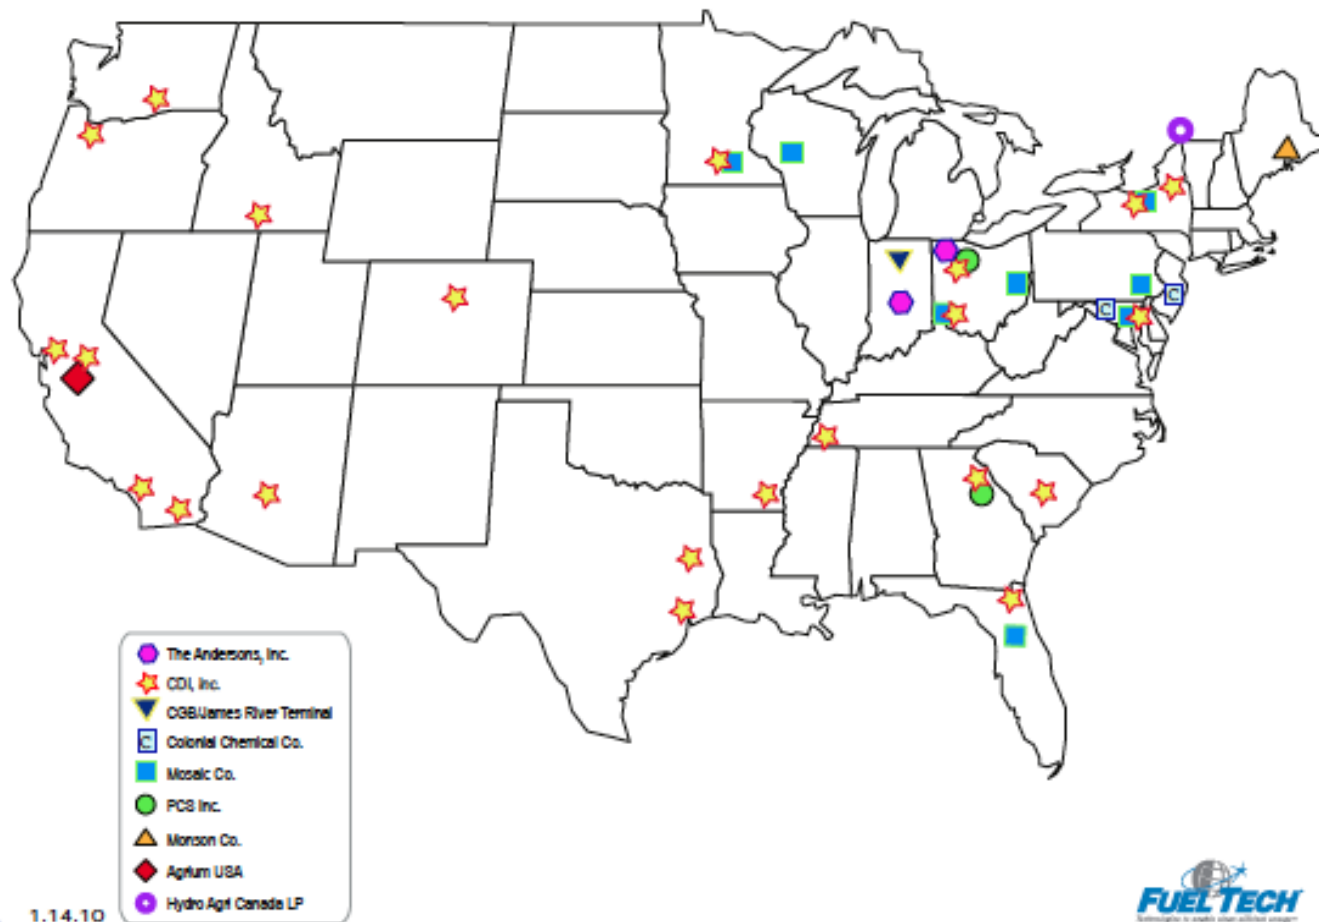 C
C
The Andersons, Inc.
CDI, Inc.
CGB/James River Terminal
C Colonial Chemical Co.
Mosaic Co.
PCS Inc.
Monson Co.
Agrium USA
Hydro Agri Canada LP
1.14.10
FUEL TECH